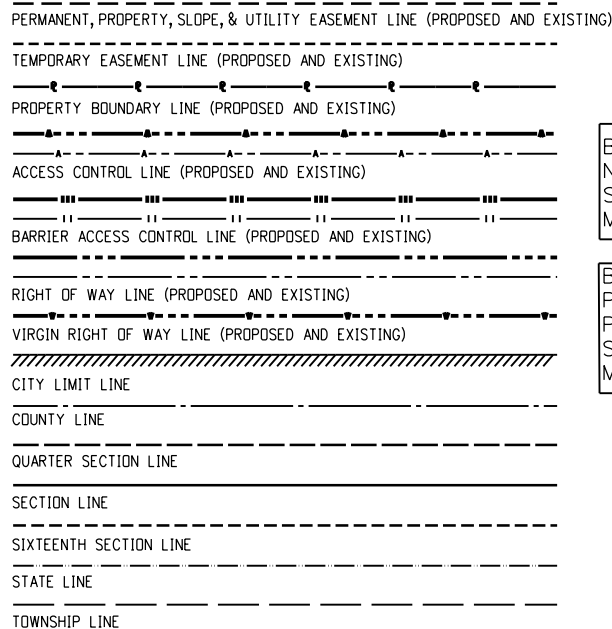 PERMANENT, PROPERTY, SLOPE, & UTILITY EASEMENT LINE (PROPOSED AND EXISTING)
TEMPORARY EASEMENT LINE (PROPOSED AND EXISTING)
PROPERTY BOUNDARY LINE (PROPOSED AND EXISTING)
A A A A A A
ACCESS CONTROL LINE (PROPOSED AND EXISTING)
BARRIER ACCESS CONTROL LINE (PROPOSED AND EXISTING)
RIGHT OF WAY LINE (PROPOSED AND EXISTING)
VIRGIN RIGHT OF WAY LINE (PROPOSED AND EXISTING)
CITY LIMIT LINE
COUNTY LINE
QUARTER SECTION LINE
SECTION LINE
SIXTEENTH SECTION LINE
STATE LINE
TOWNSHIP LINE